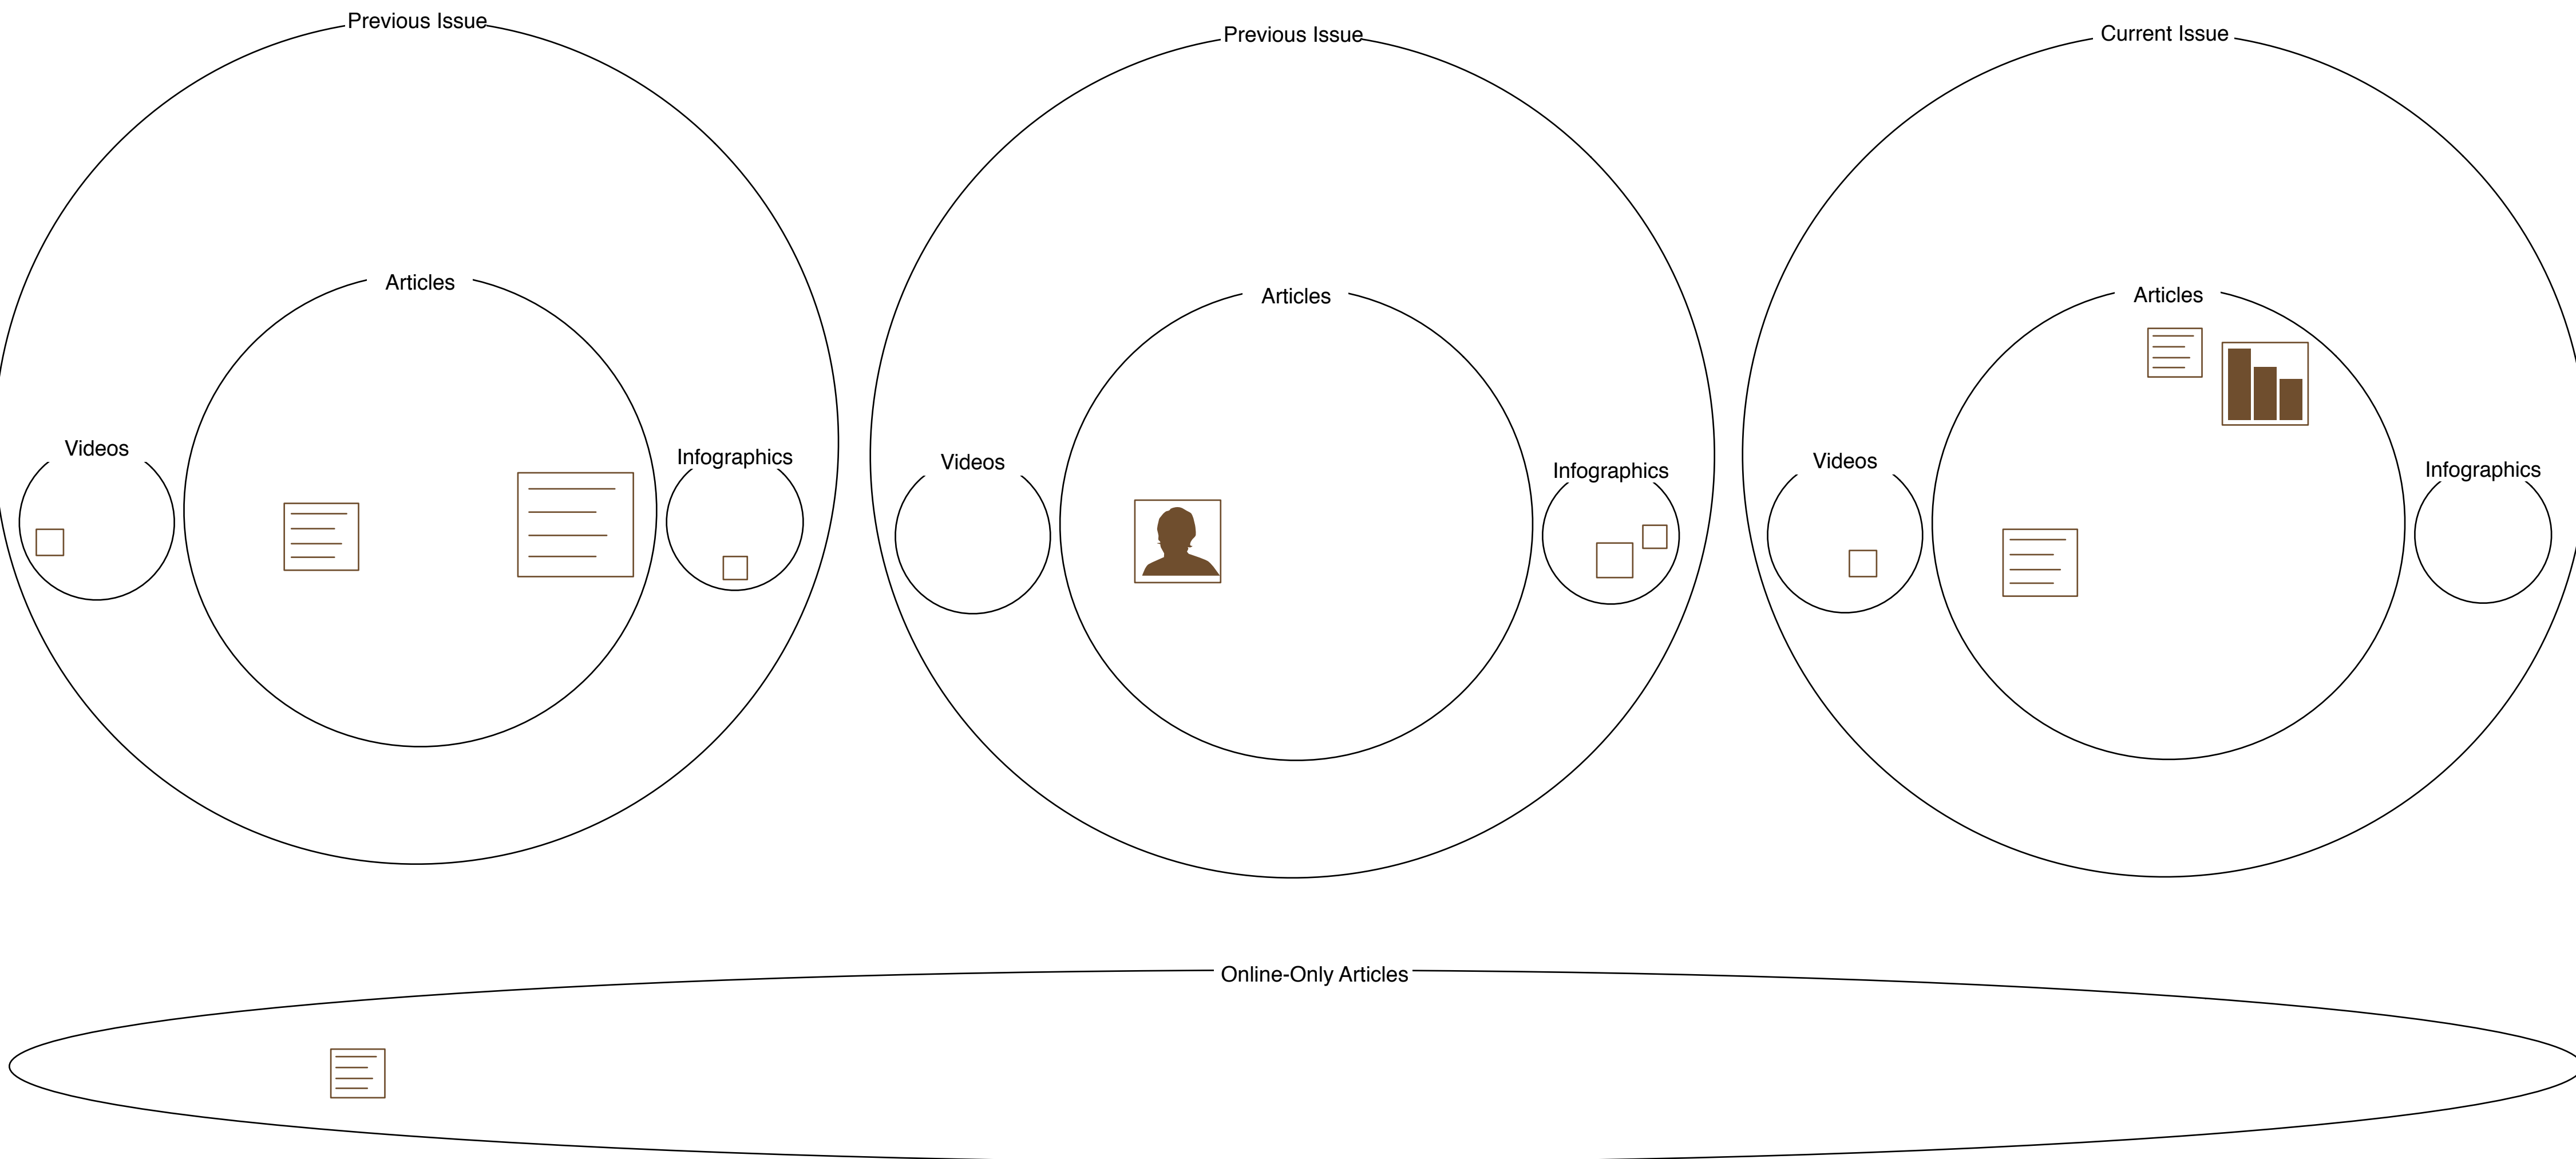 Previous Issue
Articles
Videos
Infographics
Previous Issue
Articles
Videos
Infographics
Current Issue
Articles
Videos
Infographics
Online-Only Articles